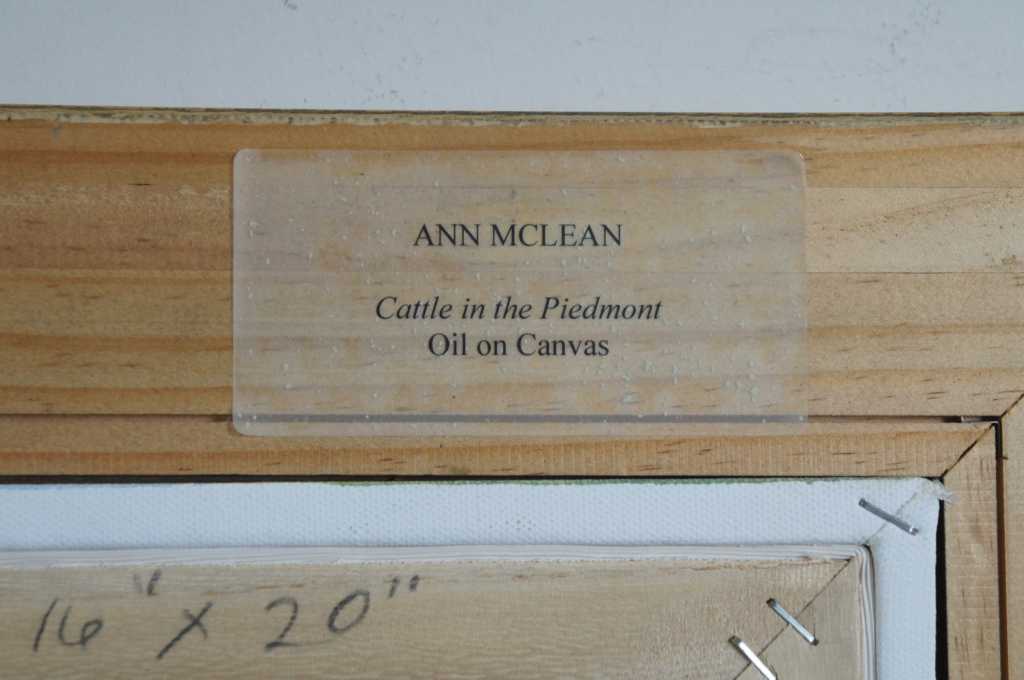 ANN MCLEAN
Cattle in the Piedmont
Oil on Canvas
16" x 20"